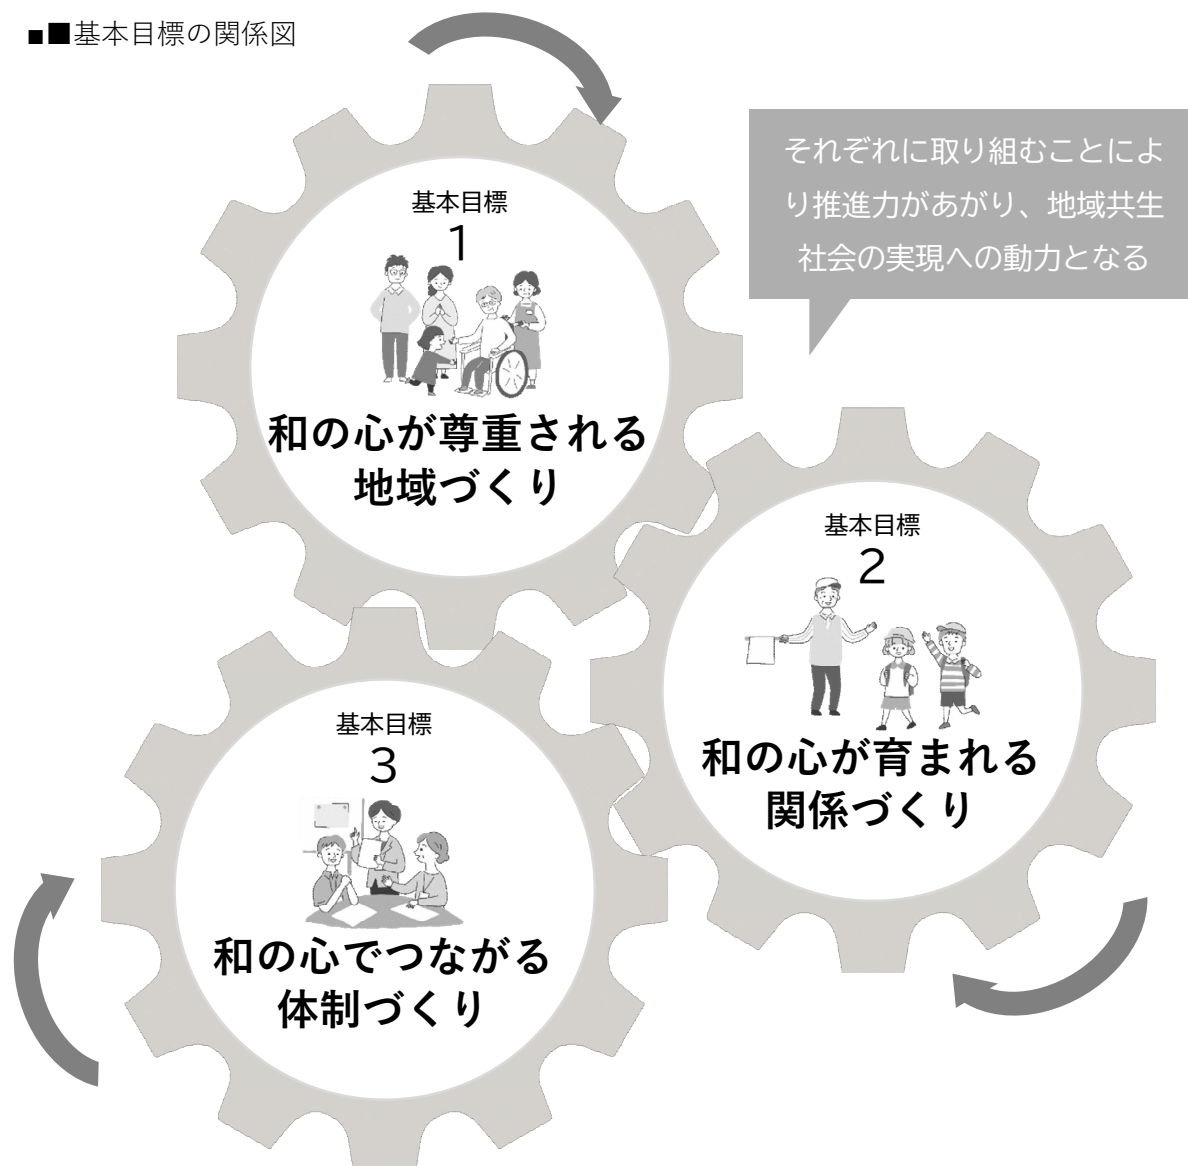 ■■基本目標の関係図
それぞれに取り組むことによ
り推進力があがり、地域共生
社会の実現への動力となる
基本目標
1
和の心が尊重される
地域づくり
基本目標
2
和の心が育まれる
関係づくり
基本目標
3
和の心でつながる
体制づくり